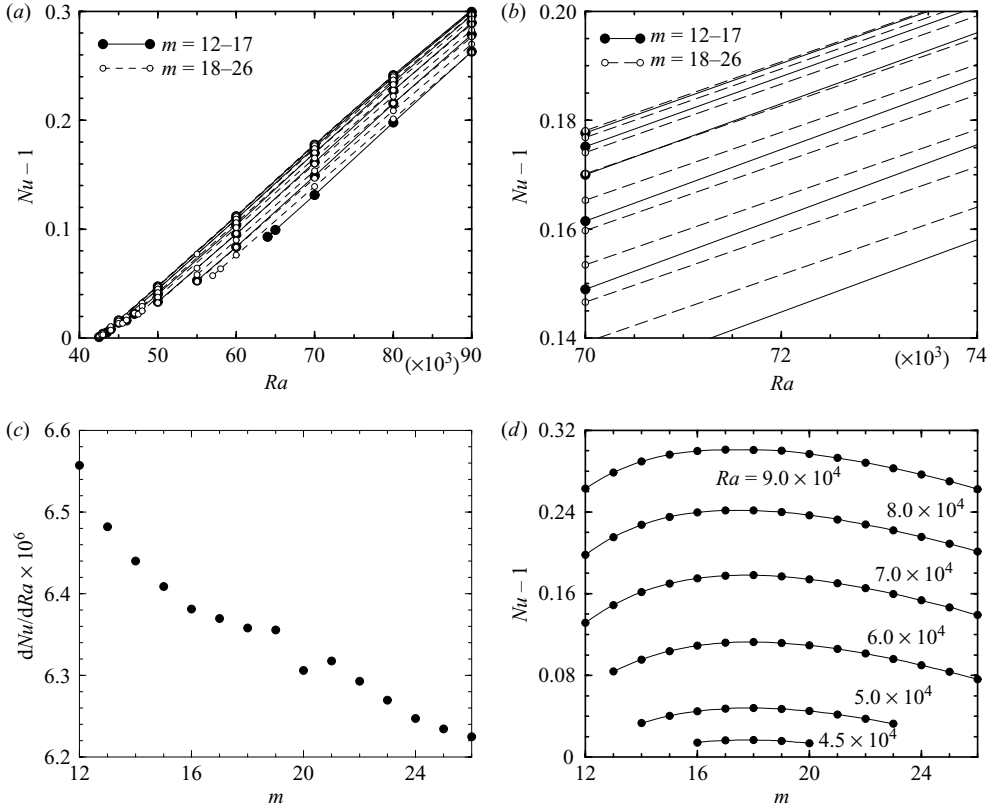 (a)
0.3
0.2
0.1
0
Nu – 1
m = 12–17
m = 18–26
40 50 60 70 80 90
(×10³)
Ra
(b)
0.20
0.18
0.16
0.14
Nu – 1
m = 12–17
m = 18–26
70 72 74
(×10³)
Ra
(c)
6.6
6.5
6.4
6.3
6.2
dNu/dRa × 10⁶
12 16 20 24
m
(d)
0.32
0.24
0.16
0.08
0
Nu – 1
Ra = 9.0 × 10⁴
8.0 × 10⁴
7.0 × 10⁴
6.0 × 10⁴
5.0 × 10⁴
4.5 × 10⁴
12 16 20 24
m